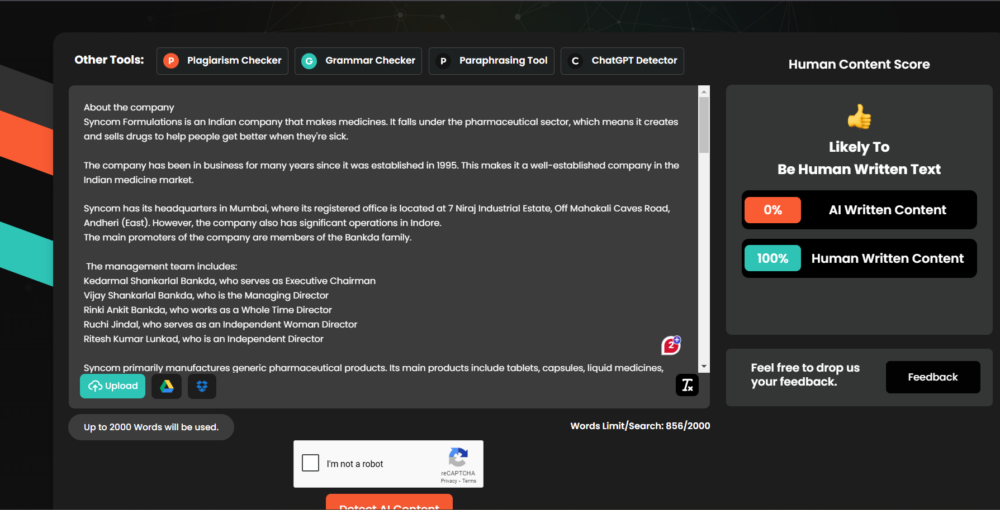 Other Tools:
P Plagiarism Checker
G Grammar Checker
P Paraphrasing Tool
C ChatGPT Detector
About the company
Syncom Formulations is an Indian company that makes medicines. It falls under the pharmaceutical sector, which means it creates
and sells drugs to help people get better when they're sick.
The company has been in business for many years since it was established in 1995. This makes it a well-established company in the
Indian medicine market.
Syncom has its headquarters in Mumbai, where its registered office is located at 7 Niraj Industrial Estate, Off Mahakali Caves Road,
Andheri (East). However, the company also has significant operations in Indore.
The main promoters of the company are members of the Bankda family.
The management team includes:
Kedarmal Shankarlal Bankda, who serves as Executive Chairman
Vijay Shankarlal Bankda, who is the Managing Director
Rinki Ankit Bankda, who works as a Whole Time Director
Ruchi Jindal, who serves as an Independent Woman Director
Ritesh Kumar Lunkad, who is an Independent Director
2+
Syncom primarily manufactures generic pharmaceutical products. Its main products include tablets, capsules, liquid medicines,
Upload
Tx
Up to 2000 Words will be used.
Words Limit/Search: 856/2000
I'm not a robot
reCAPTCHA
Privacy - Terms
Detect AI Content
Human Content Score
Likely To
Be Human Written Text
0% AI Written Content
100% Human Written Content
Feel free to drop us
your feedback.
Feedback